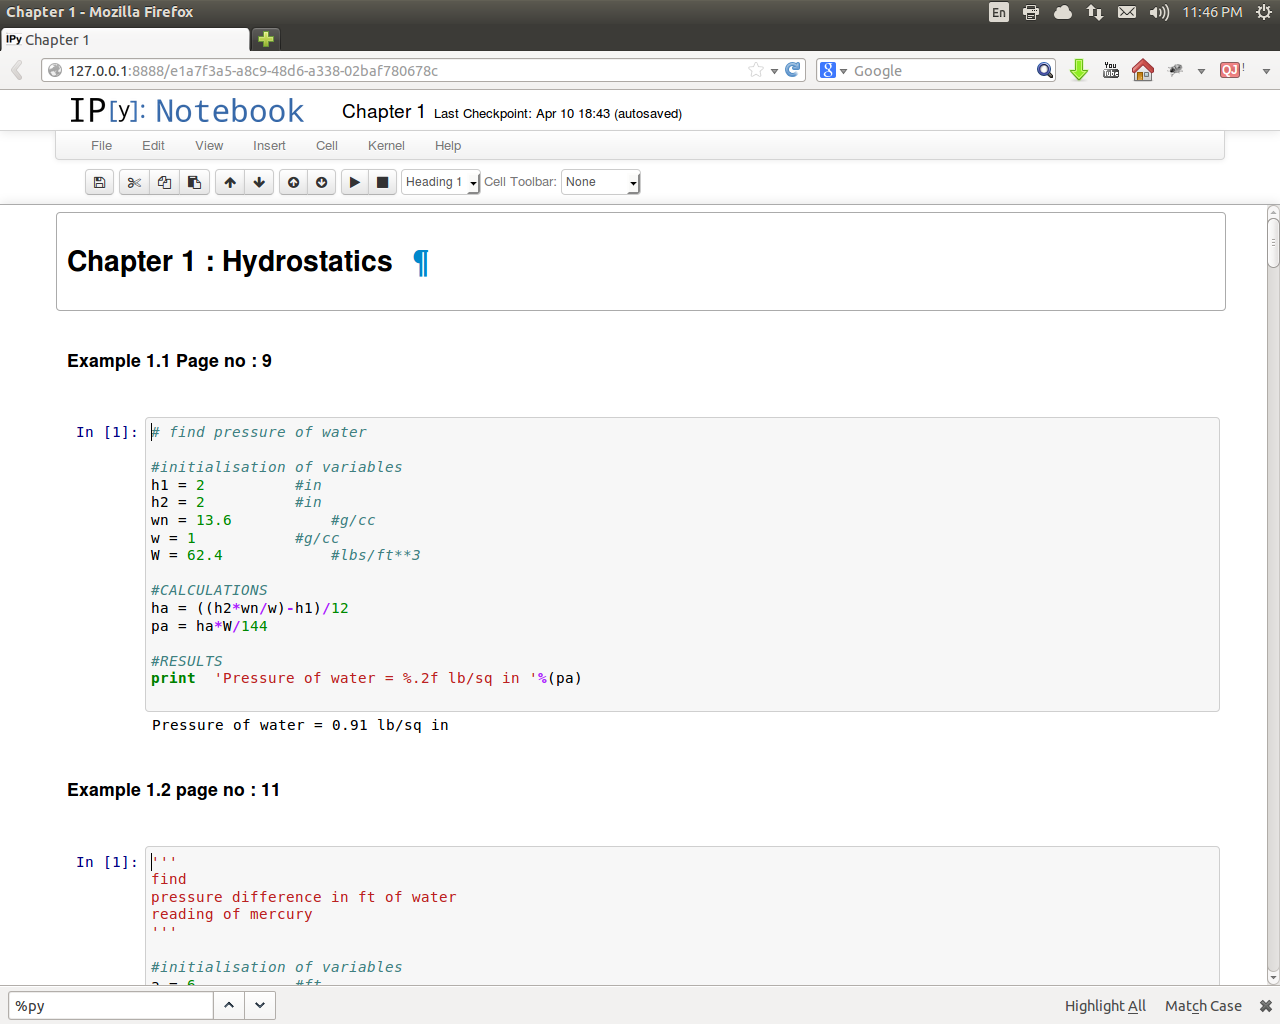 Chapter 1 - Mozilla Firefox
En
11:46 PM
IPy Chapter 1
127.0.0.1:8888/e1a7f3a5-a8c9-48d6-a338-02baf780678c
8
Google
You Tube
QJ !
IP[y]: Notebook
Chapter 1 Last Checkpoint: Apr 10 18:43 (autosaved)
File Edit View Insert Cell Kernel Help
Heading 1 Cell Toolbar: None
Chapter 1 : Hydrostatics ¶
Example 1.1 Page no : 9
In [1]: # find pressure of water
#initialisation of variables
h1 = 2 #in
h2 = 2 #in
wn = 13.6 #g/cc
w = 1 #g/cc
W = 62.4 #lbs/ft**3
#CALCULATIONS
ha = ((h2*wn/w)-h1)/12
pa = ha*W/144
#RESULTS
print 'Pressure of water = %.2f lb/sq in '%(pa)
Pressure of water = 0.91 lb/sq in
Example 1.2 page no : 11
In [1]: '''
find
pressure difference in ft of water
reading of mercury
'''
#initialisation of variables
a = 6 #ft
%py
Highlight All Match Case